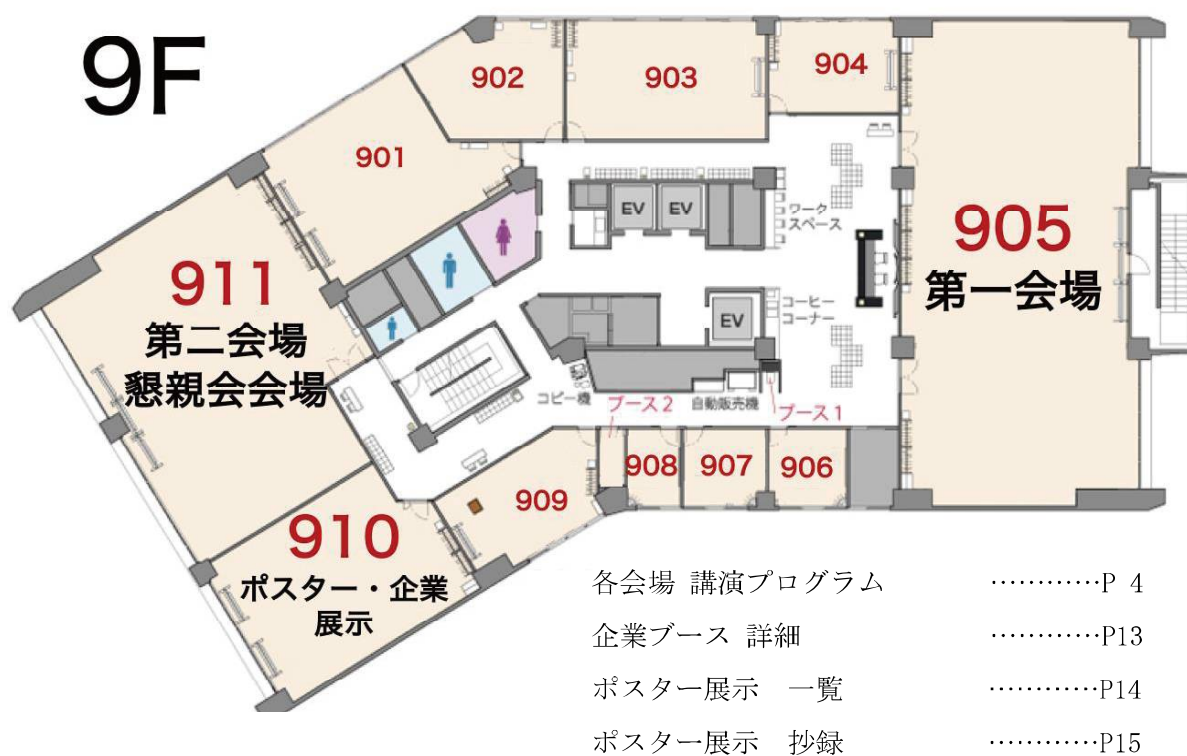 9F
902
903
904
901
EV
EV
ワーク
スペース
905
第一会場
911
第二会場
懇親会会場
コーヒー
コーナー
EV
コピー機
ブース2
自動販売機
ブース1
908
907
906
909
910
ポスター・企業
展示
各会場 講演プログラム …………P 4
企業ブース 詳細 …………P13
ポスター展示　一覧 …………P14
ポスター展示　抄録 …………P15